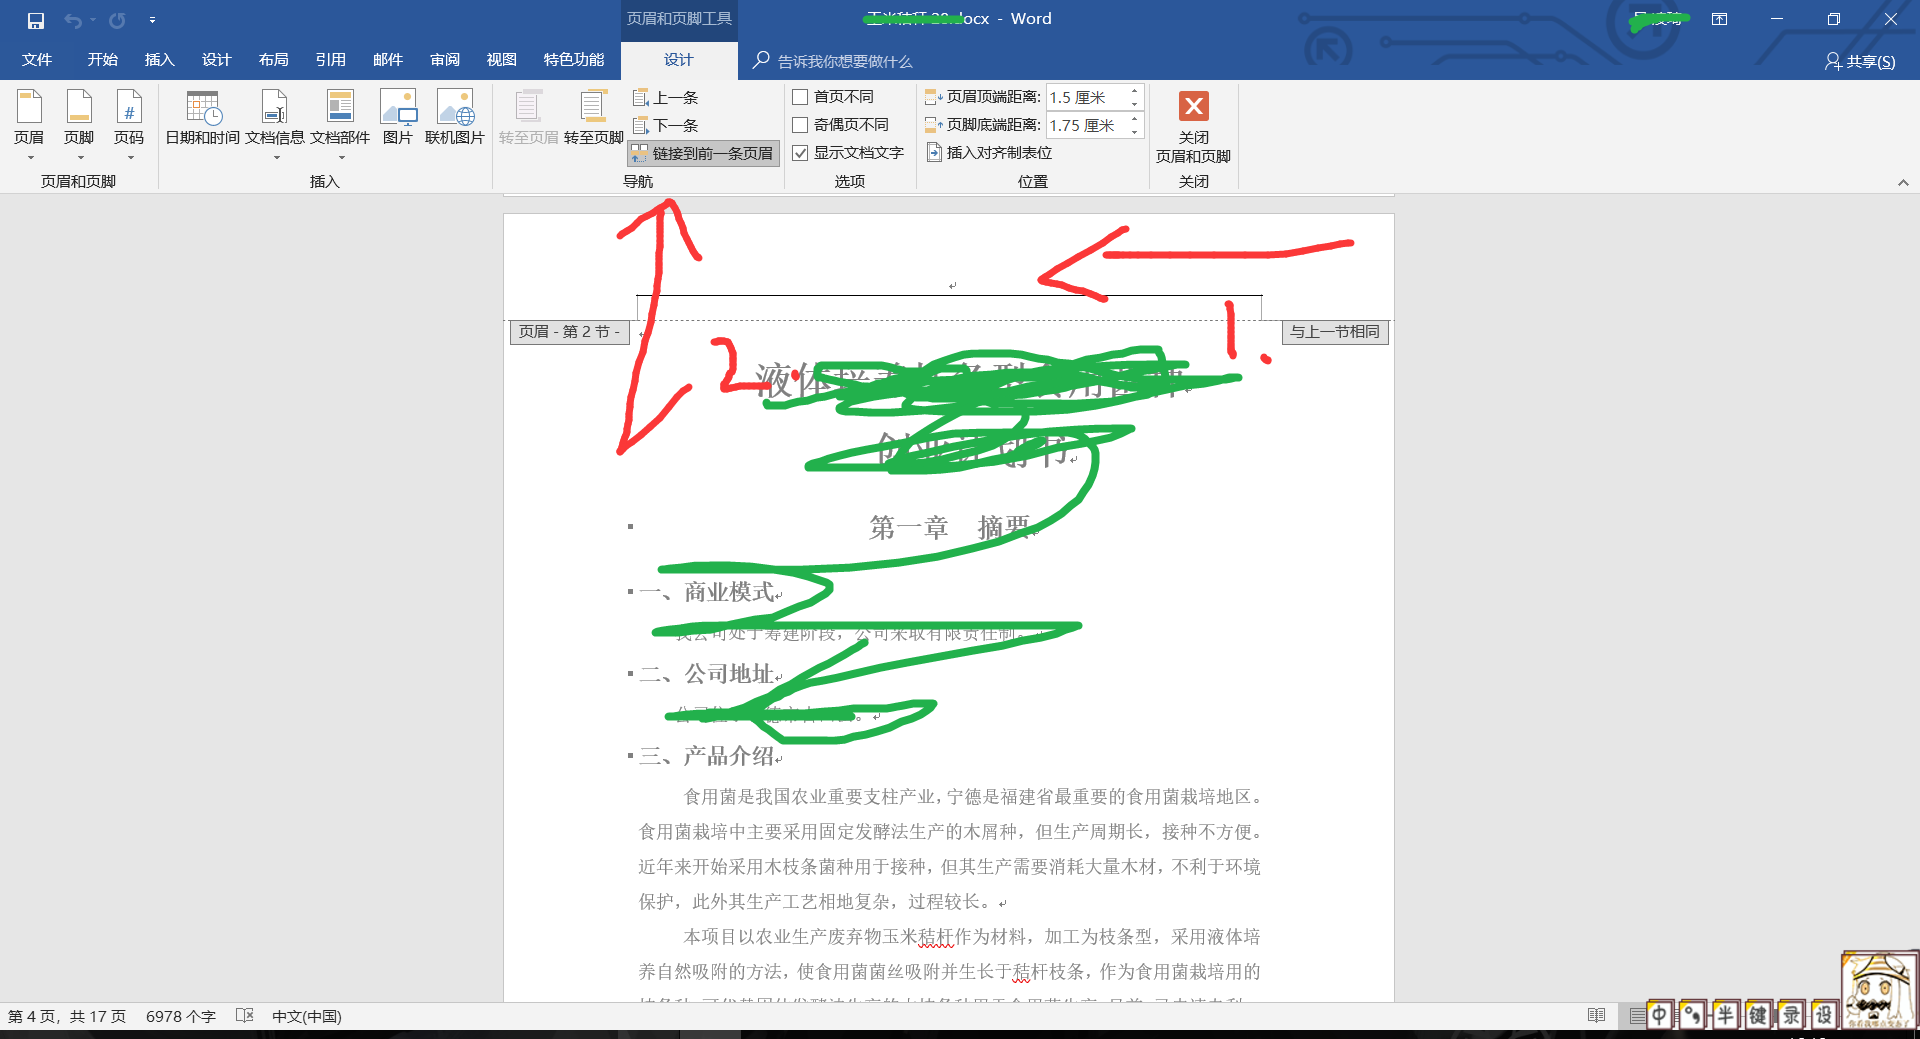 页眉和页脚工具
.docx - Word
文件 开始 插入 设计 布局 引用 邮件 审阅 视图 特色功能 设计 告诉我你想要做什么 共享(S)
页眉 页脚 页码 日期和时间 文档信息 文档部件 图片 联机图片 转至页眉 转至页脚
上一条
下一条
链接到前一条页眉
首页不同
奇偶页不同
显示文档文字
页眉顶端距离: 1.5 厘米
页脚底端距离: 1.75 厘米
插入对齐制表位
关闭
页眉和页脚
页眉和页脚 插入 导航 选项 位置 关闭
1.
页眉 - 第 2 节 -
与上一节相同
2.
液体
第一章 摘要
一、商业模式
二、公司地址
三、产品介绍
食用菌是我国农业重要支柱产业,宁德是福建省最重要的食用菌栽培地区。
食用菌栽培中主要采用固定发酵法生产的木屑种，但生产周期长，接种不方便。
近年来开始采用木枝条菌种用于接种，但其生产需要消耗大量木材，不利于环境
保护，此外其生产工艺相地复杂，过程较长。
本项目以农业生产废弃物玉米秸杆作为材料，加工为枝条型，采用液体培
养自然吸附的方法，使食用菌菌丝吸附并生长于秸杆枝条，作为食用菌栽培用的
第 4 页，共 17 页 6978 个字 中文(中国)
中 半 键 录 设